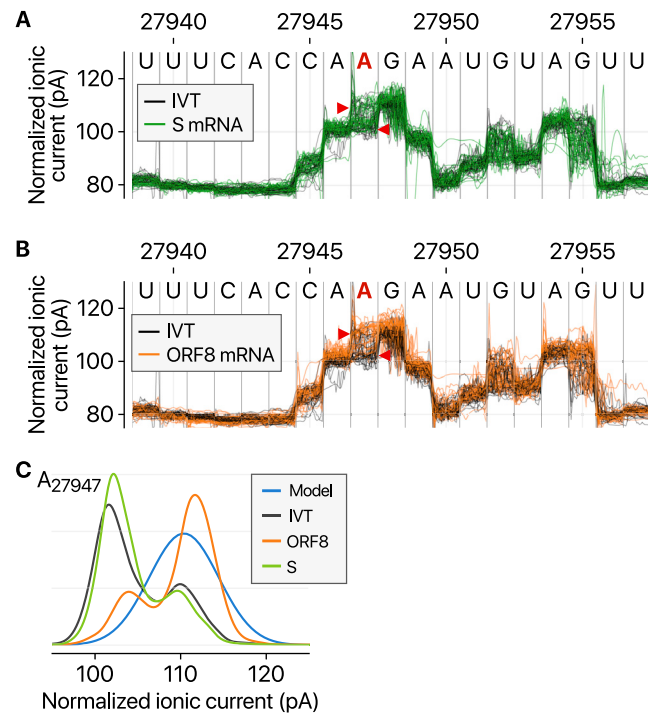 A
27940 27945 27950 27955
U U U C A C C A A G A A U G U A G U U
120
100
80
Normalized ionic
current (pA)
IVT
S mRNA
B
27940 27945 27950 27955
U U U C A C C A A G A A U G U A G U U
120
100
80
Normalized ionic
current (pA)
IVT
ORF8 mRNA
C
A27947
Model
IVT
ORF8
S
100 110 120
Normalized ionic current (pA)